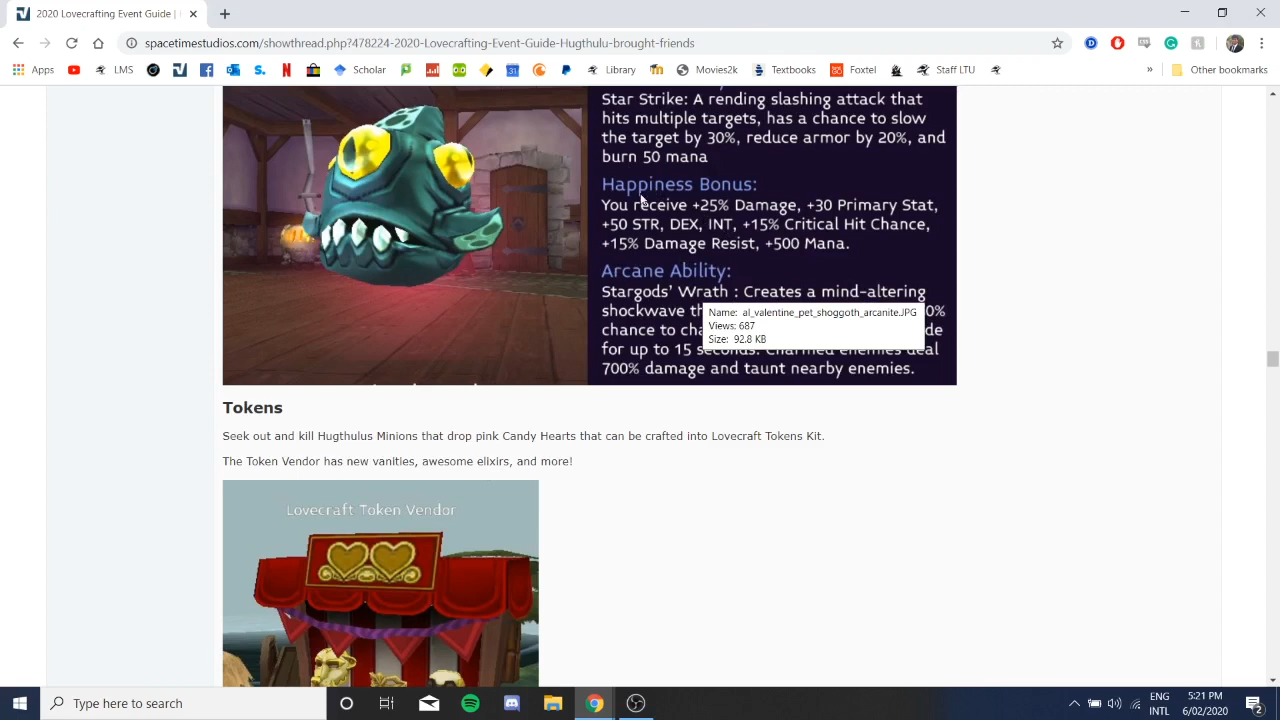 2020 Lovecrafting Event Guide |
spacetimestudios.com/showthread.php?478224-2020-Lovecrafting-Event-Guide-Hugthulu-brought-friends
Apps
LMS
Scholar
Library
Movies2k
Textbooks
Foxtel
Staff LTU
»
Other bookmarks
Star Strike: A rending slashing attack that
hits multiple targets, has a chance to slow
the target by 30%, reduce armor by 20%, and
burn 50 mana
Happiness Bonus:
You receive +25% Damage, +30 Primary Stat,
+50 STR, DEX, INT, +15% Critical Hit Chance,
+15% Damage Resist, +500 Mana.
Arcane Ability:
Stargods' Wrath : Creates a mind-altering
shockwave
Name: al_valentine_pet_shoggoth_arcanite.JPG
Views: 687
Size: 92.8 KB
chance to
for up to 15 seconds. Charmed enemies deal
700% damage and taunt nearby enemies.
Tokens
Seek out and kill Hugthulus Minions that drop pink Candy Hearts that can be crafted into Lovecraft Tokens Kit.
The Token Vendor has new vanities, awesome elixirs, and more!
Lovecraft Token Vendor
Type here to search
ENG
INTL
5:21 PM
6/02/2020
2